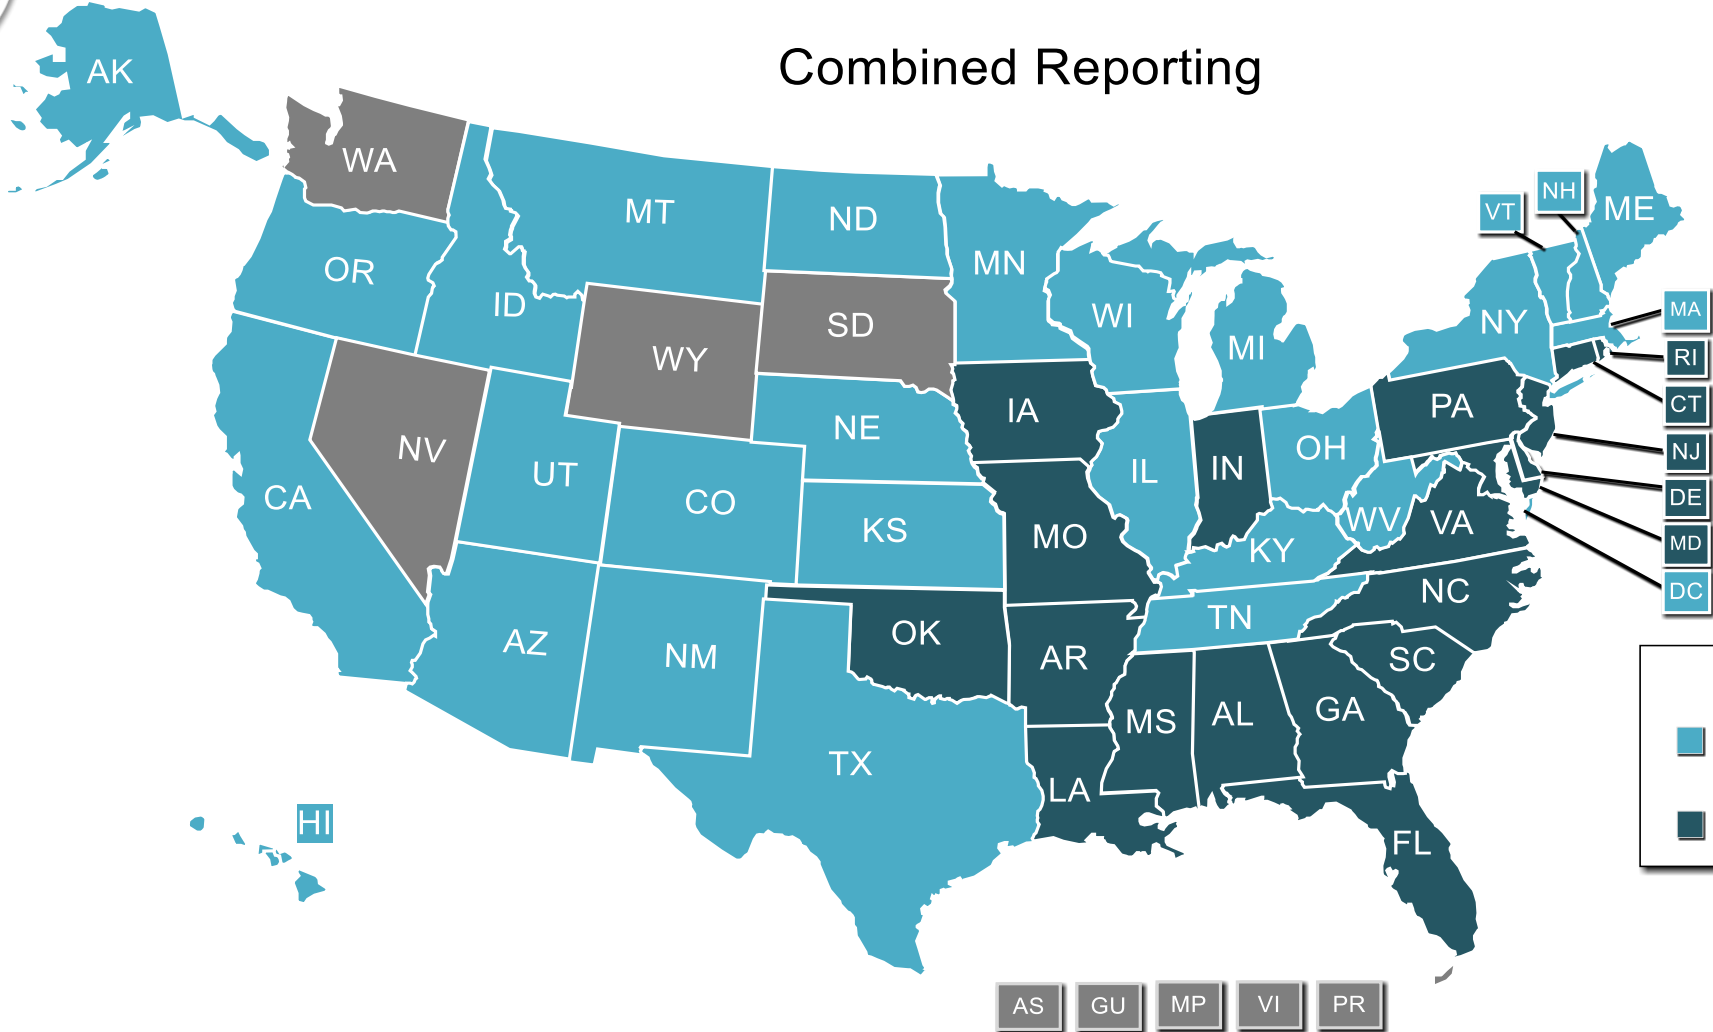 Combined Reporting
AK
WA
MT
ND
MN
OR
ID
WY
SD
WI
MI
NY
VT
NH
ME
MA
RI
CT
NJ
DE
MD
DC
NV
UT
CO
NE
IA
IL
IN
OH
PA
CA
KS
MO
KY
WV
VA
AZ
NM
OK
AR
TN
NC
SC
TX
LA
MS
AL
GA
FL
HI
AS
GU
MP
VI
PR